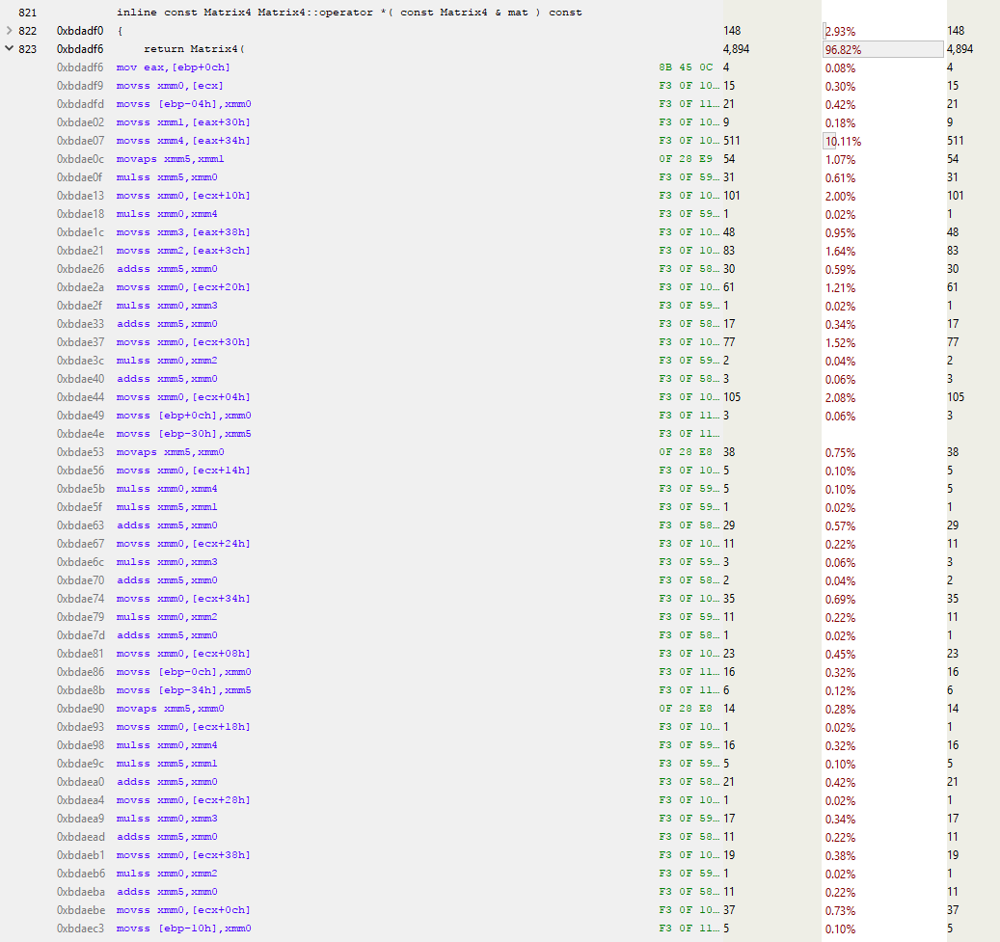 821 inline const Matrix4 Matrix4::operator *( const Matrix4 & mat ) const
822 0xbdadf0 { 148 2.93% 148
823 0xbdadf6 return Matrix4( 4,894 96.82% 4,894
0xbdadf6 mov eax,[ebp+0ch] 8B 45 0C 4 0.08% 4
0xbdadf9 movss xmm0,[ecx] F3 0F 10... 15 0.30% 15
0xbdadfd movss [ebp-04h],xmm0 F3 0F 11... 21 0.42% 21
0xbdae02 movss xmm1,[eax+30h] F3 0F 10... 9 0.18% 9
0xbdae07 movss xmm4,[eax+34h] F3 0F 10... 511 10.11% 511
0xbdae0c movaps xmm5,xmm1 0F 28 E9 54 1.07% 54
0xbdae0f mulss xmm5,xmm0 F3 0F 59... 31 0.61% 31
0xbdae13 movss xmm0,[ecx+10h] F3 0F 10... 101 2.00% 101
0xbdae18 mulss xmm0,xmm4 F3 0F 59... 1 0.02% 1
0xbdae1c movss xmm3,[eax+38h] F3 0F 10... 48 0.95% 48
0xbdae21 movss xmm2,[eax+3ch] F3 0F 10... 83 1.64% 83
0xbdae26 addss xmm5,xmm0 F3 0F 58... 30 0.59% 30
0xbdae2a movss xmm0,[ecx+20h] F3 0F 10... 61 1.21% 61
0xbdae2f mulss xmm0,xmm3 F3 0F 59... 1 0.02% 1
0xbdae33 addss xmm5,xmm0 F3 0F 58... 17 0.34% 17
0xbdae37 movss xmm0,[ecx+30h] F3 0F 10... 77 1.52% 77
0xbdae3c mulss xmm0,xmm2 F3 0F 59... 2 0.04% 2
0xbdae40 addss xmm5,xmm0 F3 0F 58... 3 0.06% 3
0xbdae44 movss xmm0,[ecx+04h] F3 0F 10... 105 2.08% 105
0xbdae49 movss [ebp+0ch],xmm0 F3 0F 11... 3 0.06% 3
0xbdae4e movss [ebp-30h],xmm5 F3 0F 11...
0xbdae53 movaps xmm5,xmm0 0F 28 E8 38 0.75% 38
0xbdae56 movss xmm0,[ecx+14h] F3 0F 10... 5 0.10% 5
0xbdae5b mulss xmm0,xmm4 F3 0F 59... 5 0.10% 5
0xbdae5f mulss xmm5,xmm1 F3 0F 59... 1 0.02% 1
0xbdae63 addss xmm5,xmm0 F3 0F 58... 29 0.57% 29
0xbdae67 movss xmm0,[ecx+24h] F3 0F 10... 11 0.22% 11
0xbdae6c mulss xmm0,xmm3 F3 0F 59... 3 0.06% 3
0xbdae70 addss xmm5,xmm0 F3 0F 58... 2 0.04% 2
0xbdae74 movss xmm0,[ecx+34h] F3 0F 10... 35 0.69% 35
0xbdae79 mulss xmm0,xmm2 F3 0F 59... 11 0.22% 11
0xbdae7d addss xmm5,xmm0 F3 0F 58... 1 0.02% 1
0xbdae81 movss xmm0,[ecx+08h] F3 0F 10... 23 0.45% 23
0xbdae86 movss [ebp-0ch],xmm0 F3 0F 11... 16 0.32% 16
0xbdae8b movss [ebp-34h],xmm5 F3 0F 11... 6 0.12% 6
0xbdae90 movaps xmm5,xmm0 0F 28 E8 14 0.28% 14
0xbdae93 movss xmm0,[ecx+18h] F3 0F 10... 1 0.02% 1
0xbdae98 mulss xmm0,xmm4 F3 0F 59... 16 0.32% 16
0xbdae9c mulss xmm5,xmm1 F3 0F 59... 5 0.10% 5
0xbdaea0 addss xmm5,xmm0 F3 0F 58... 21 0.42% 21
0xbdaea4 movss xmm0,[ecx+28h] F3 0F 10... 1 0.02% 1
0xbdaea9 mulss xmm0,xmm3 F3 0F 59... 17 0.34% 17
0xbdaead addss xmm5,xmm0 F3 0F 58... 11 0.22% 11
0xbdaeb1 movss xmm0,[ecx+38h] F3 0F 10... 19 0.38% 19
0xbdaeb6 mulss xmm0,xmm2 F3 0F 59... 1 0.02% 1
0xbdaeba addss xmm5,xmm0 F3 0F 58... 11 0.22% 11
0xbdaebe movss xmm0,[ecx+0ch] F3 0F 10... 37 0.73% 37
0xbdaec3 movss [ebp-10h],xmm0 F3 0F 11... 5 0.10% 5